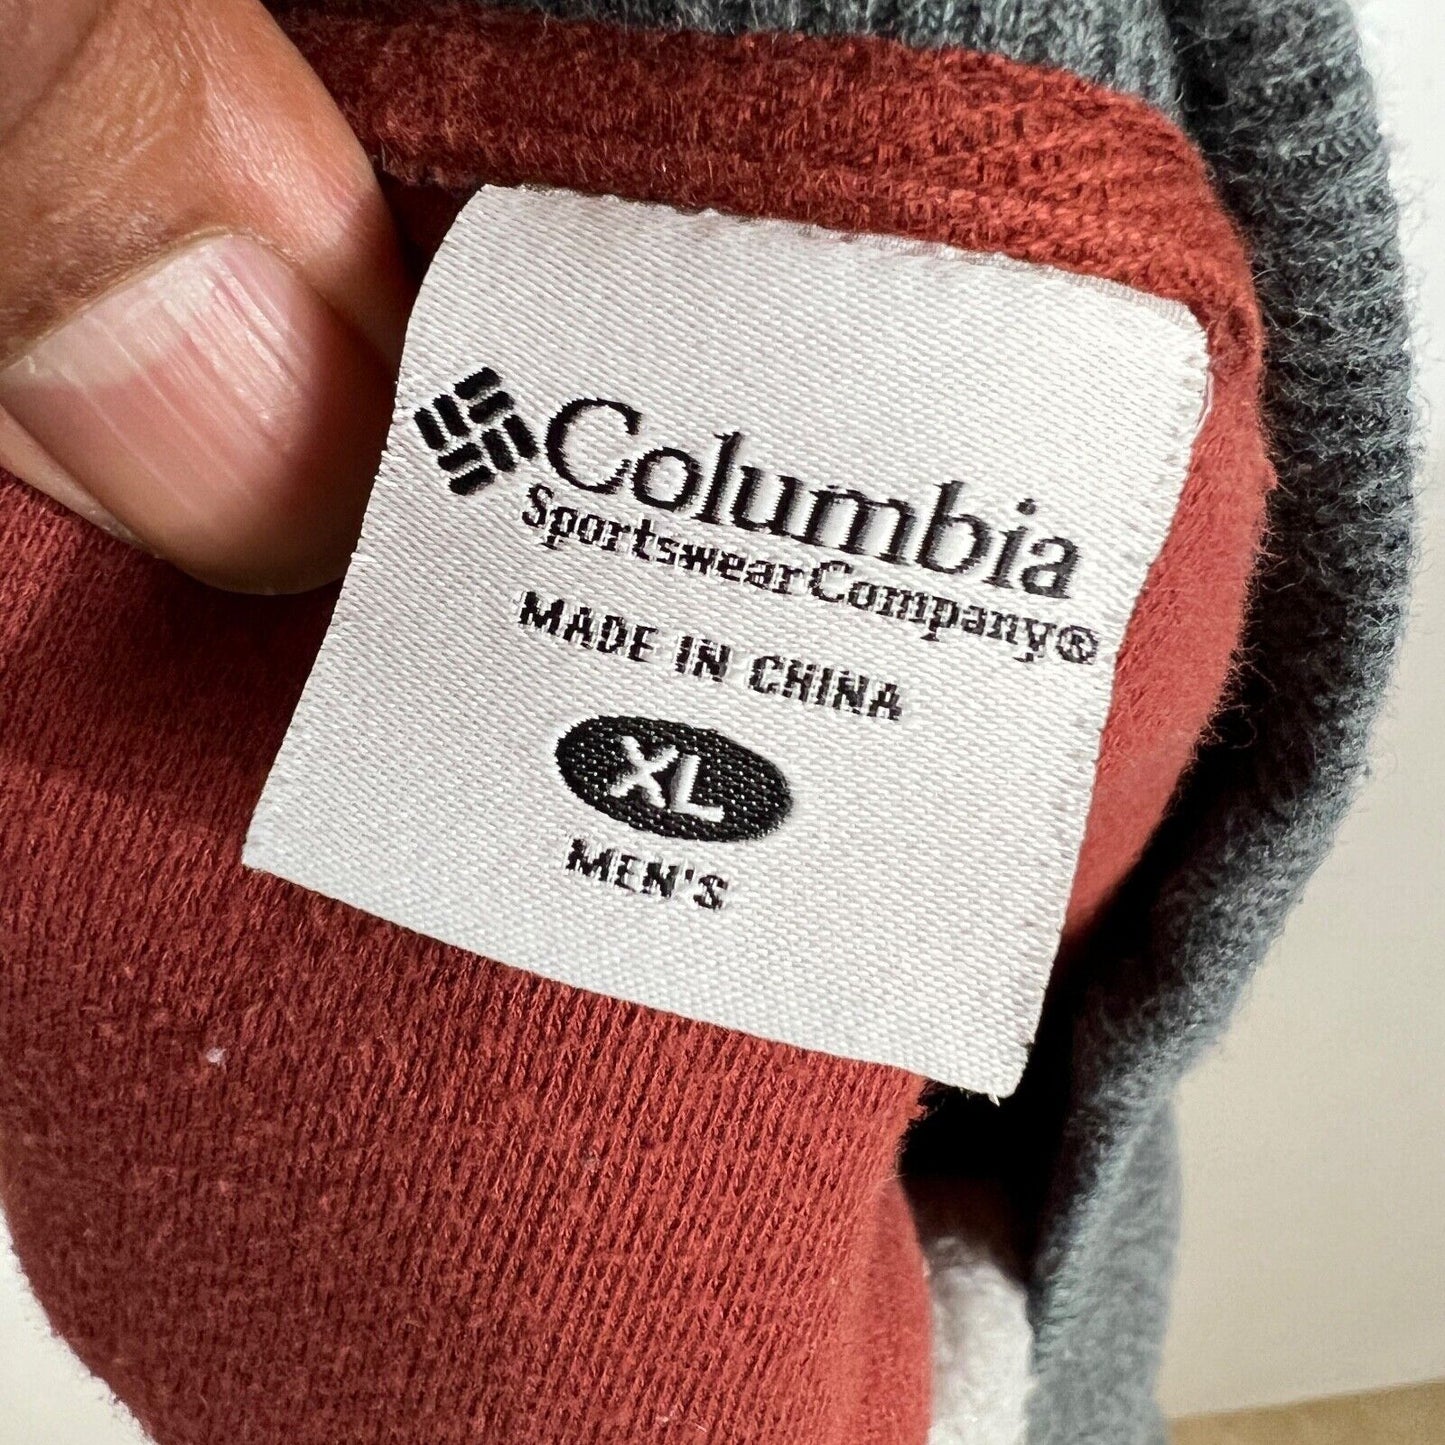 Columbia
Sportswear Company®
MADE IN CHINA
XL
MEN'S